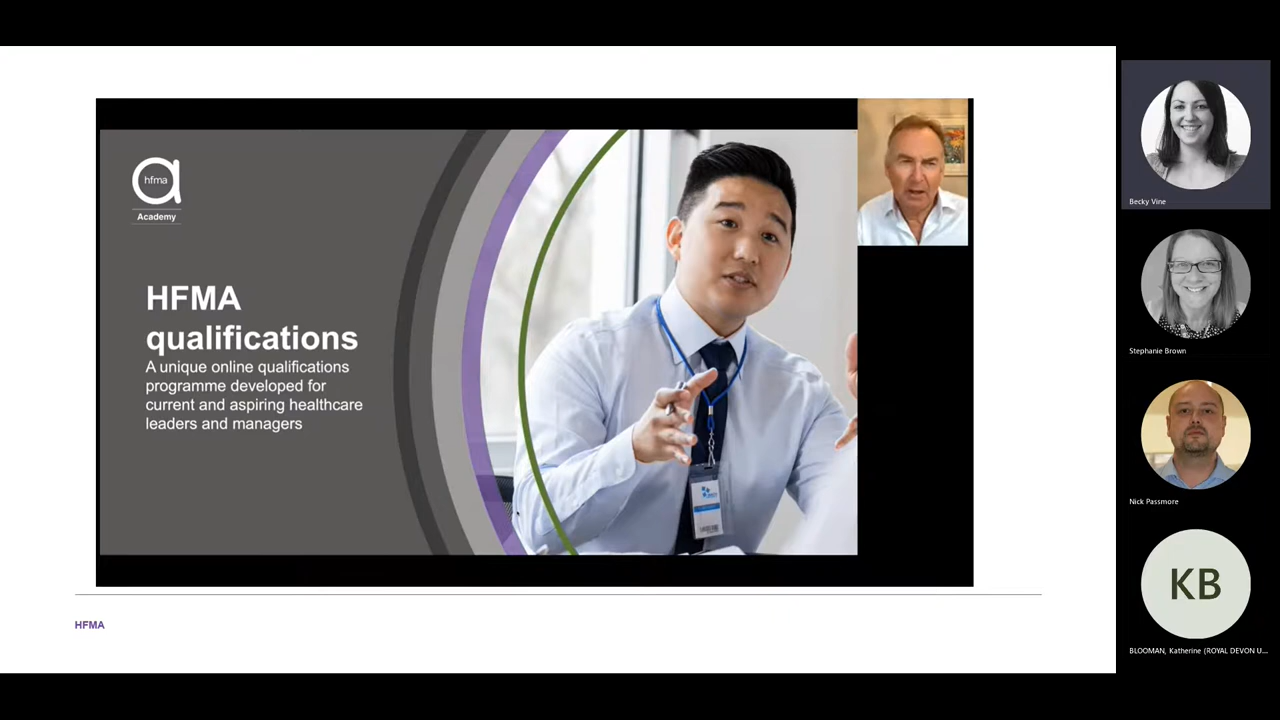 hfma
Academy
HFMA
qualifications
A unique online qualifications
programme developed for
current and aspiring healthcare
leaders and managers
HFMA
Becky Vine
Stephanie Brown
Nick Passmore
KB
BLOOMAN, Katherine (ROYAL DEVON U...